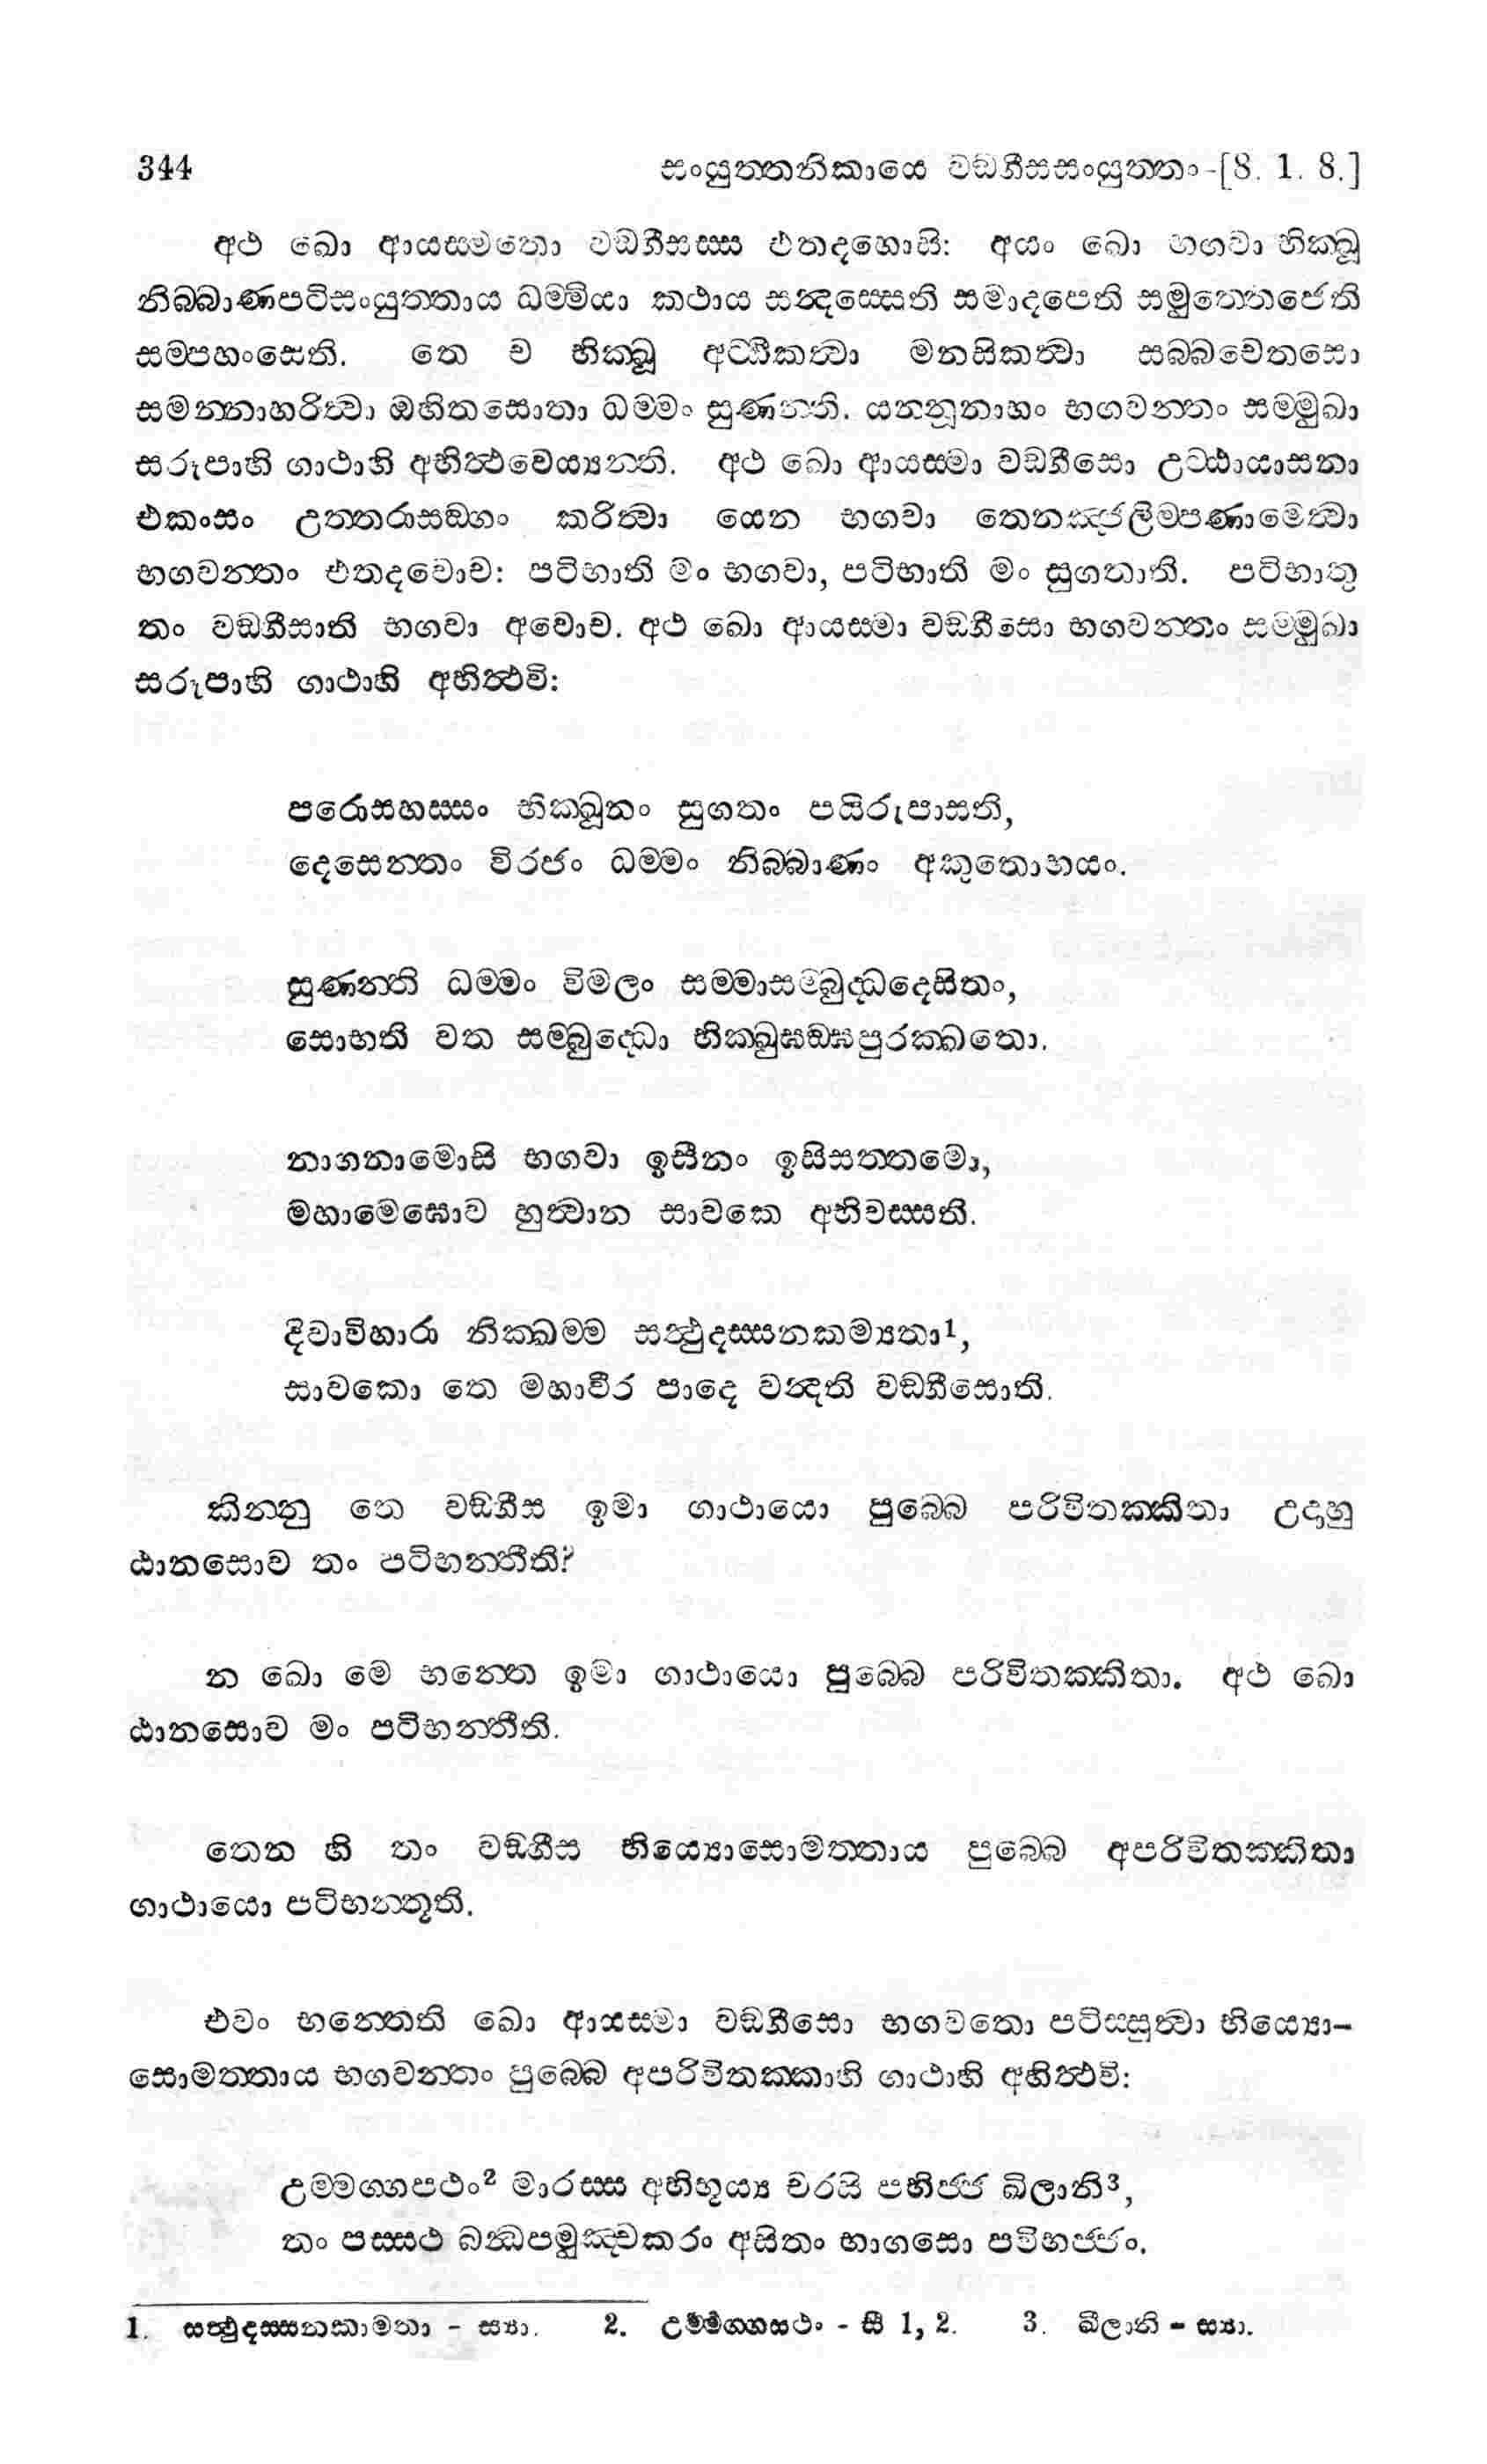 344 සංයුත්තනිකායෙ වඞ්ගීසසංයුත්තං-[8. 1. 8.]
අථ ඛො ආයස්මතො වඞ්ගීසස්ස එතදහොසි: අයං ඛො භගවා භික්ඛූ
නිබ්බාණපටිසංයුත්තාය ධම්මියා කථාය සන්දස්සෙති සමාදපෙති සමුත්තෙජෙති
සම්පහංසෙති. තෙ ච භික්ඛූ අට්ඨීකත්වා මනසිකත්වා සබ්බචෙතසො
සමන්නාහරිත්වා ඔහිතසොතා ධම්මං සුණන්ති. යන්නූනාහං භගවන්තං සම්මුඛා
සරූපාහි ගාථාහි අභිත්ථවෙය්‍යන්ති. අථ ඛො ආයස්මා වඞ්ගීසො උට්ඨායාසනා
එකංසං උත්තරාසඞ්ගං කරිත්වා යෙන භගවා තෙනඤ්ජලිම්පණාමෙත්වා
භගවන්තං එතදවොච: පටිභාති මං භගවා, පටිභාති මං සුගතාති. පටිභාතු
තං වඞ්ගීසාති භගවා අවොච. අථ ඛො ආයස්මා වඞ්ගීසො භගවන්තං සම්මුඛා
සරූපාහි ගාථාහි අභිත්ථවි:
පරොසහස්සං භික්ඛූනං සුගතං පයිරුපාසති,
දෙසෙන්තං විරජං ධම්මං නිබ්බාණං අකුතොභයං.
සුණන්ති ධම්මං විමලං සම්මාසම්බුද්ධදෙසිතං,
සොභති වත සම්බුද්ධො භික්ඛුසඞ්ඝපුරක්ඛතො.
නාගනාමොසි භගවා ඉසීනං ඉසිසත්තමො,
මහාමෙඝොව හුත්වාන සාවකෙ අභිවස්සති.
දිවාවිහාරා නික්ඛම්ම සත්ථුදස්සනකම්‍යතා¹,
සාවකො තෙ මහාවීර පාදෙ වන්දති වඞ්ගීසොති.
කින්නු තෙ වඞ්ගීස ඉමා ගාථායො පුබ්බෙ පරිවිතක්කිතා උදාහු
ඨානසොව තං පටිභන්තීති?
න ඛො මෙ භන්තෙ ඉමා ගාථායො පුබ්බෙ පරිවිතක්කිතා. අථ ඛො
ඨානසොව මං පටිභන්තීති.
තෙන හි තං වඞ්ගීස භිය්‍යොසොමත්තාය පුබ්බෙ අපරිවිතක්කිතා
ගාථායො පටිභන්තූති.
එවං භන්තෙති ඛො ආයස්මා වඞ්ගීසො භගවතො පටිස්සුත්වා භිය්‍යො-
සොමත්තාය භගවන්තං පුබ්බෙ අපරිවිතක්කාහි ගාථාහි අභිත්ථවි:
උම්මග්ගපථං² මාරස්ස අභිභූය්‍ය චරසි පභිජ්ජ ඛිලානි³,
තං පස්සථ බන්ධපමුඤ්චකරං අසිතං භාගසො පවිභජ්ජං.
1. සත්ථුදස්සනකාමතා - ස්‍යා. 2. උම්මග්ගසථං - සී 1, 2. 3. ඛීලානි - ස්‍යා.